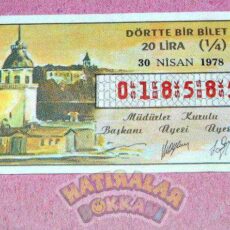 DÖRTTE BİR BİLET
20 LİRA (¼)
30 NİSAN 1978
018585
Müdürler Kurulu
Başkanı Üyesi Üyesi
HATIRALAR
DÜKKANI